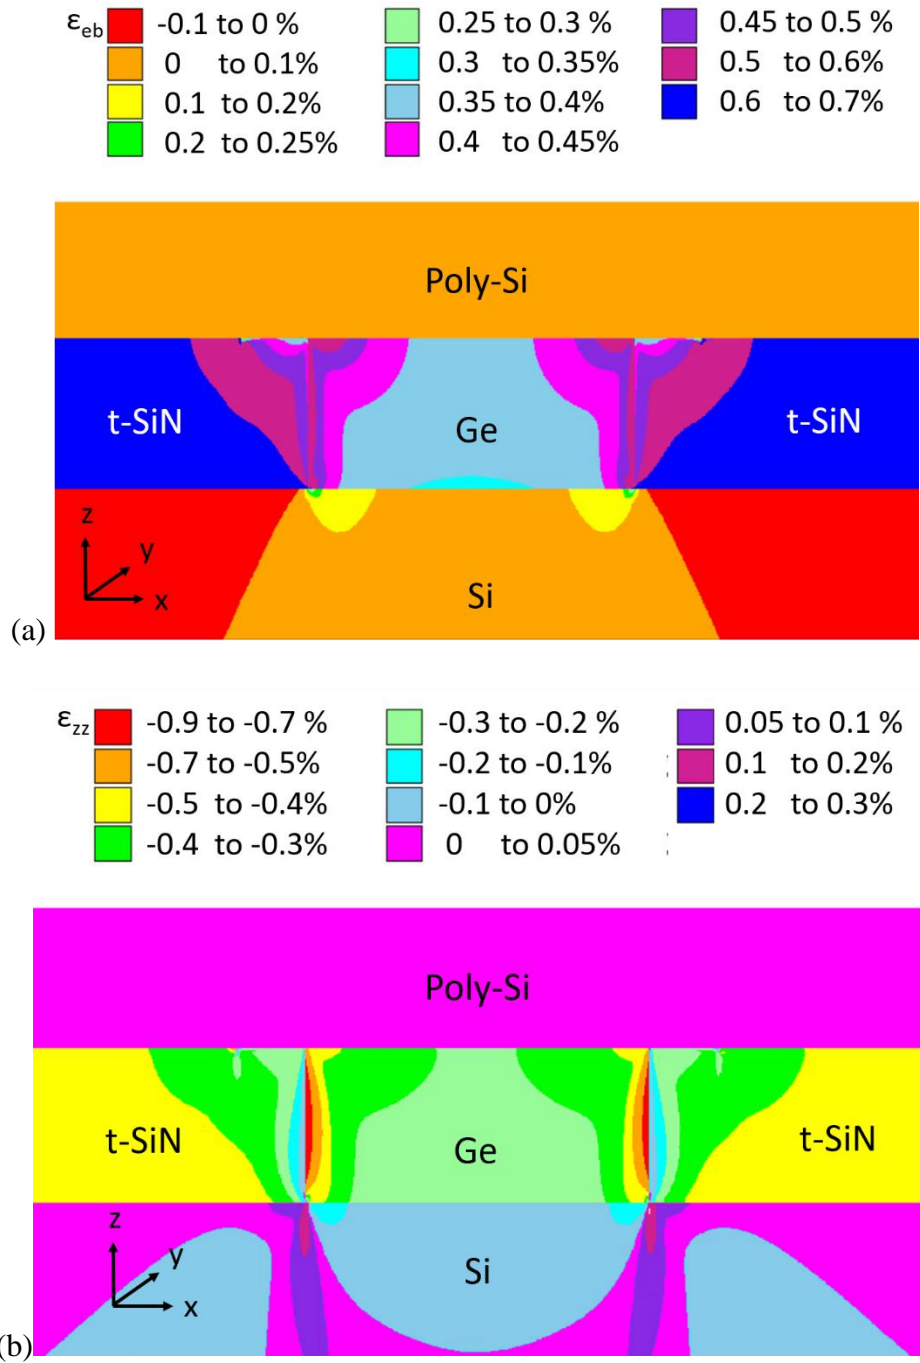 εeb -0.1 to 0 % 0.25 to 0.3 % 0.45 to 0.5 %
0 to 0.1% 0.3 to 0.35% 0.5 to 0.6%
0.1 to 0.2% 0.35 to 0.4% 0.6 to 0.7%
0.2 to 0.25% 0.4 to 0.45%
Poly-Si
t-SiN Ge t-SiN
z
y
x
Si
(a)
εzz -0.9 to -0.7 % -0.3 to -0.2 % 0.05 to 0.1 %
-0.7 to -0.5% -0.2 to -0.1% 0.1 to 0.2%
-0.5 to -0.4% -0.1 to 0% 0.2 to 0.3%
-0.4 to -0.3% 0 to 0.05%
Poly-Si
t-SiN Ge t-SiN
z
y
x
Si
(b)